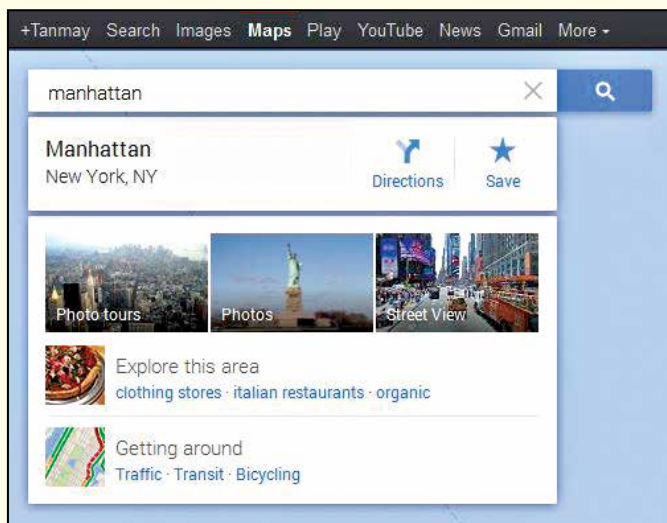 +Tanmay Search Images Maps Play YouTube News Gmail More
manhattan
Manhattan
New York, NY
Directions
Save
Photo tours
Photos
Street View
Explore this area
clothing stores · italian restaurants · organic
Getting around
Traffic · Transit · Bicycling